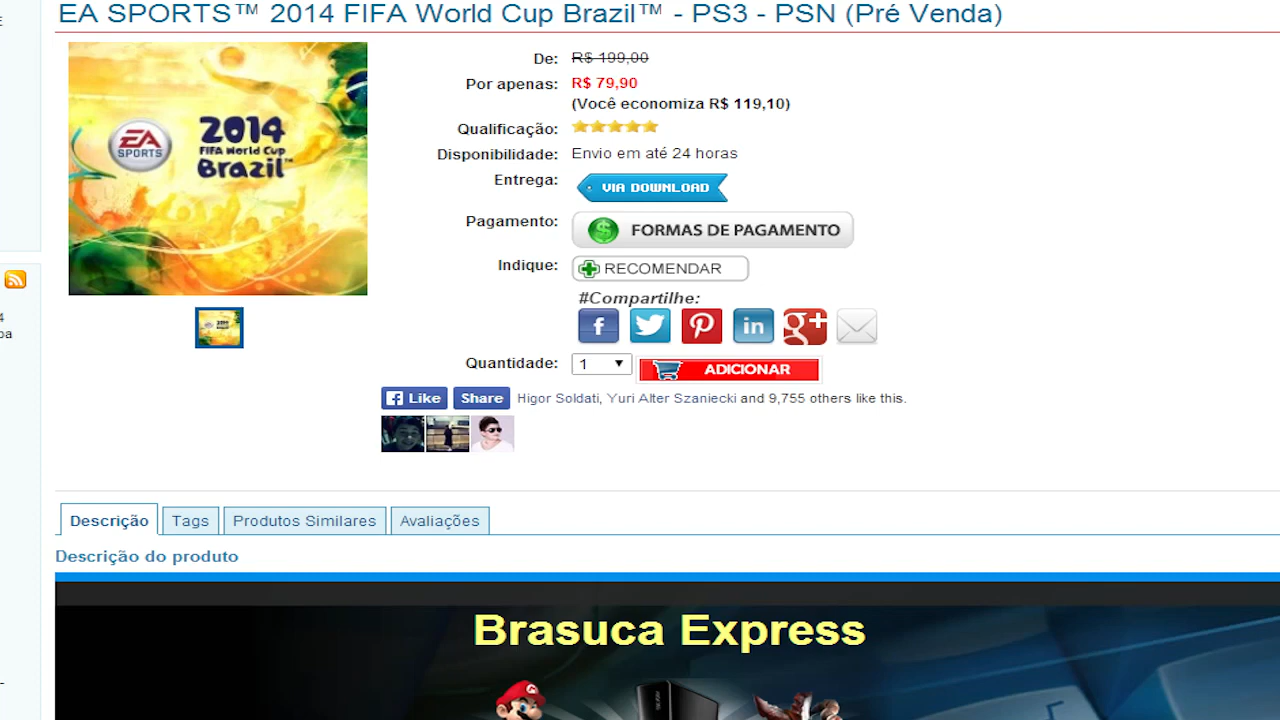 EA SPORTS™ 2014 FIFA World Cup Brazil™ - PS3 - PSN (Pré Venda)
EA
SPORTS
2014
FIFA World Cup
Brazil™
De: R$ 199,00
Por apenas: R$ 79,90
(Você economiza R$ 119,10)
Qualificação:
Disponibilidade: Envio em até 24 horas
Entrega: VIA DOWNLOAD
Pagamento: FORMAS DE PAGAMENTO
Indique: RECOMENDAR
#Compartilhe:
f in g+
Quantidade: 1 ADICIONAR
Like Share Higor Soldati, Yuri Alter Szaniecki and 9,755 others like this.
Descrição Tags Produtos Similares Avaliações
Descrição do produto
Brasuca Express